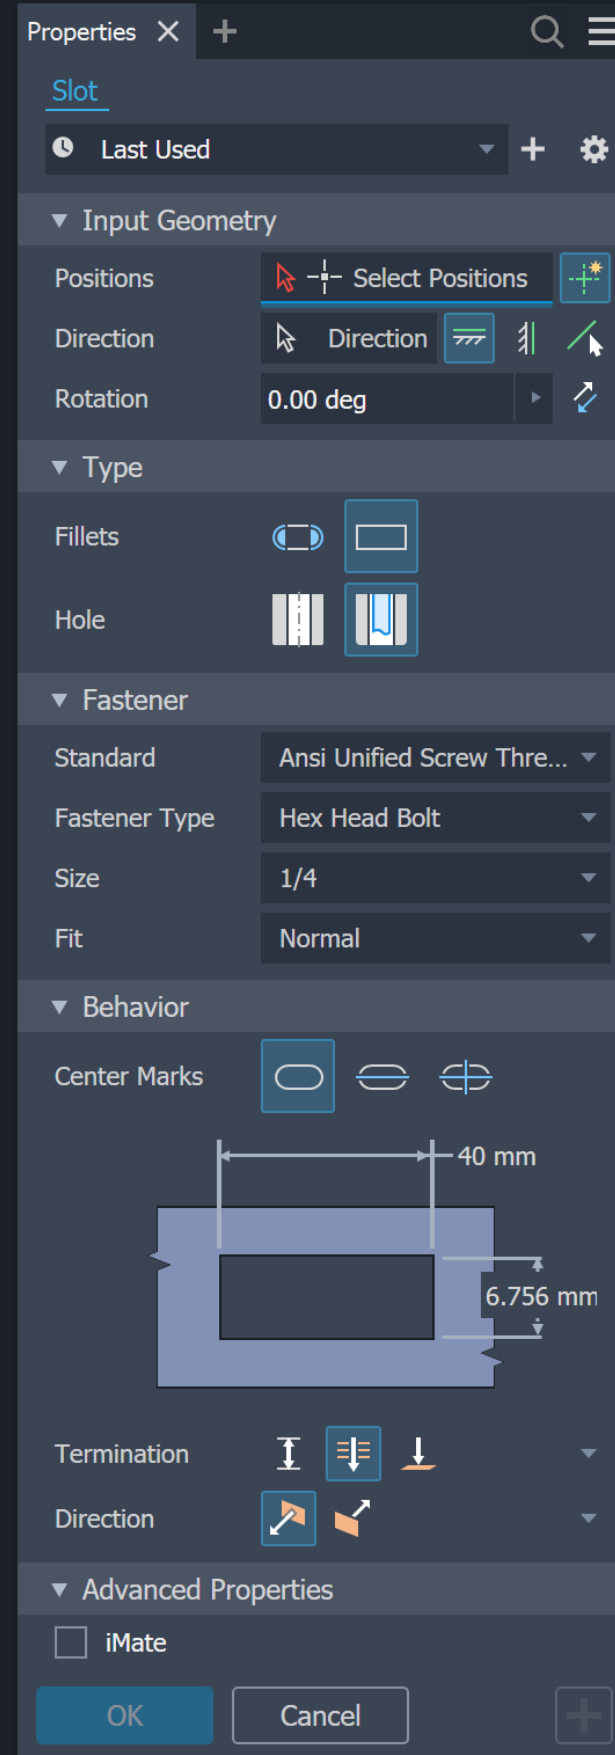 Properties
Slot
Last Used
Input Geometry
Positions Select Positions
Direction Direction
Rotation 0.00 deg
Type
Fillets
Hole
Fastener
Standard Ansi Unified Screw Thre...
Fastener Type Hex Head Bolt
Size 1/4
Fit Normal
Behavior
Center Marks
40 mm
6.756 mm
Termination
Direction
Advanced Properties
iMate
OK Cancel